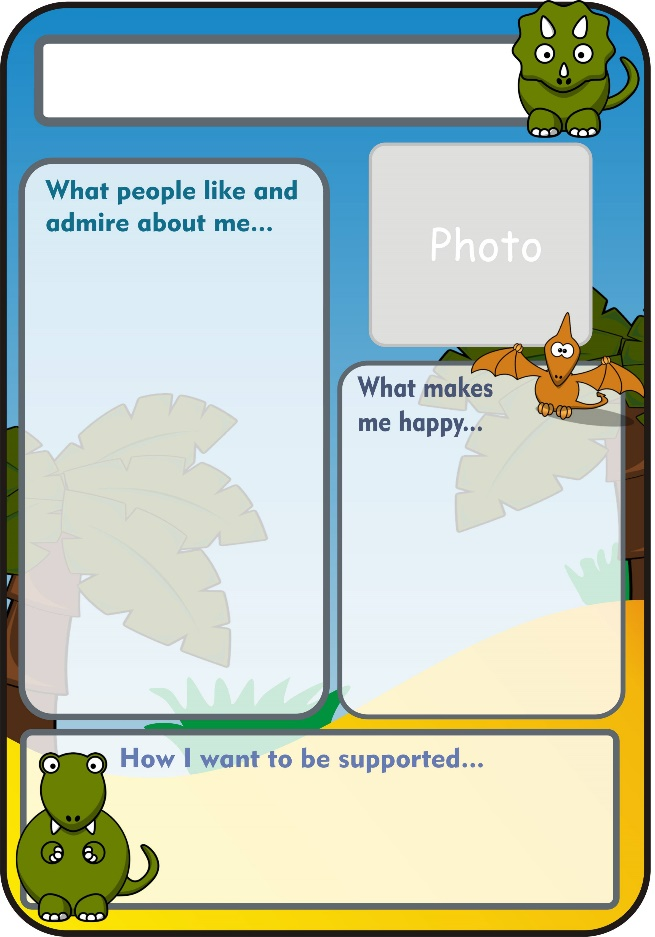 What people like and
admire about me...
Photo
What makes
me happy...
How I want to be supported...